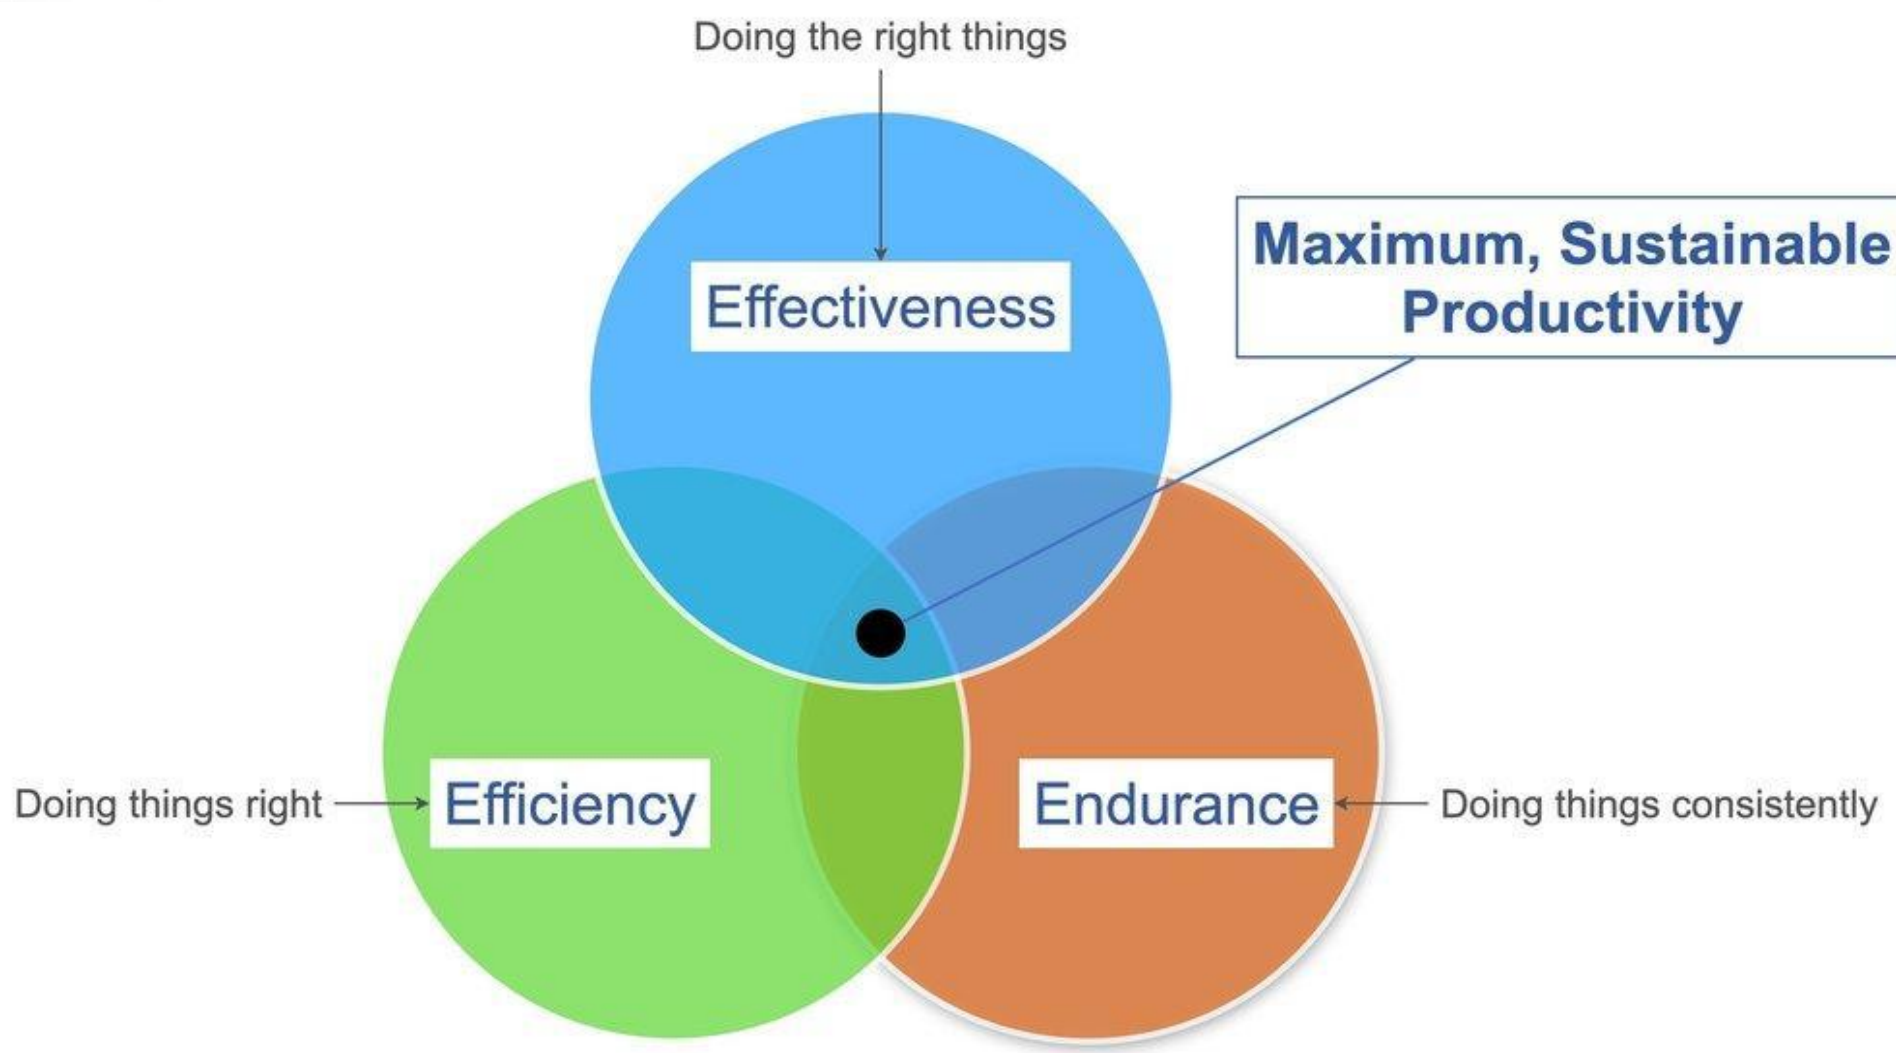 Doing the right things
Effectiveness
Maximum, Sustainable
Productivity
Doing things right
Efficiency
Endurance
Doing things consistently